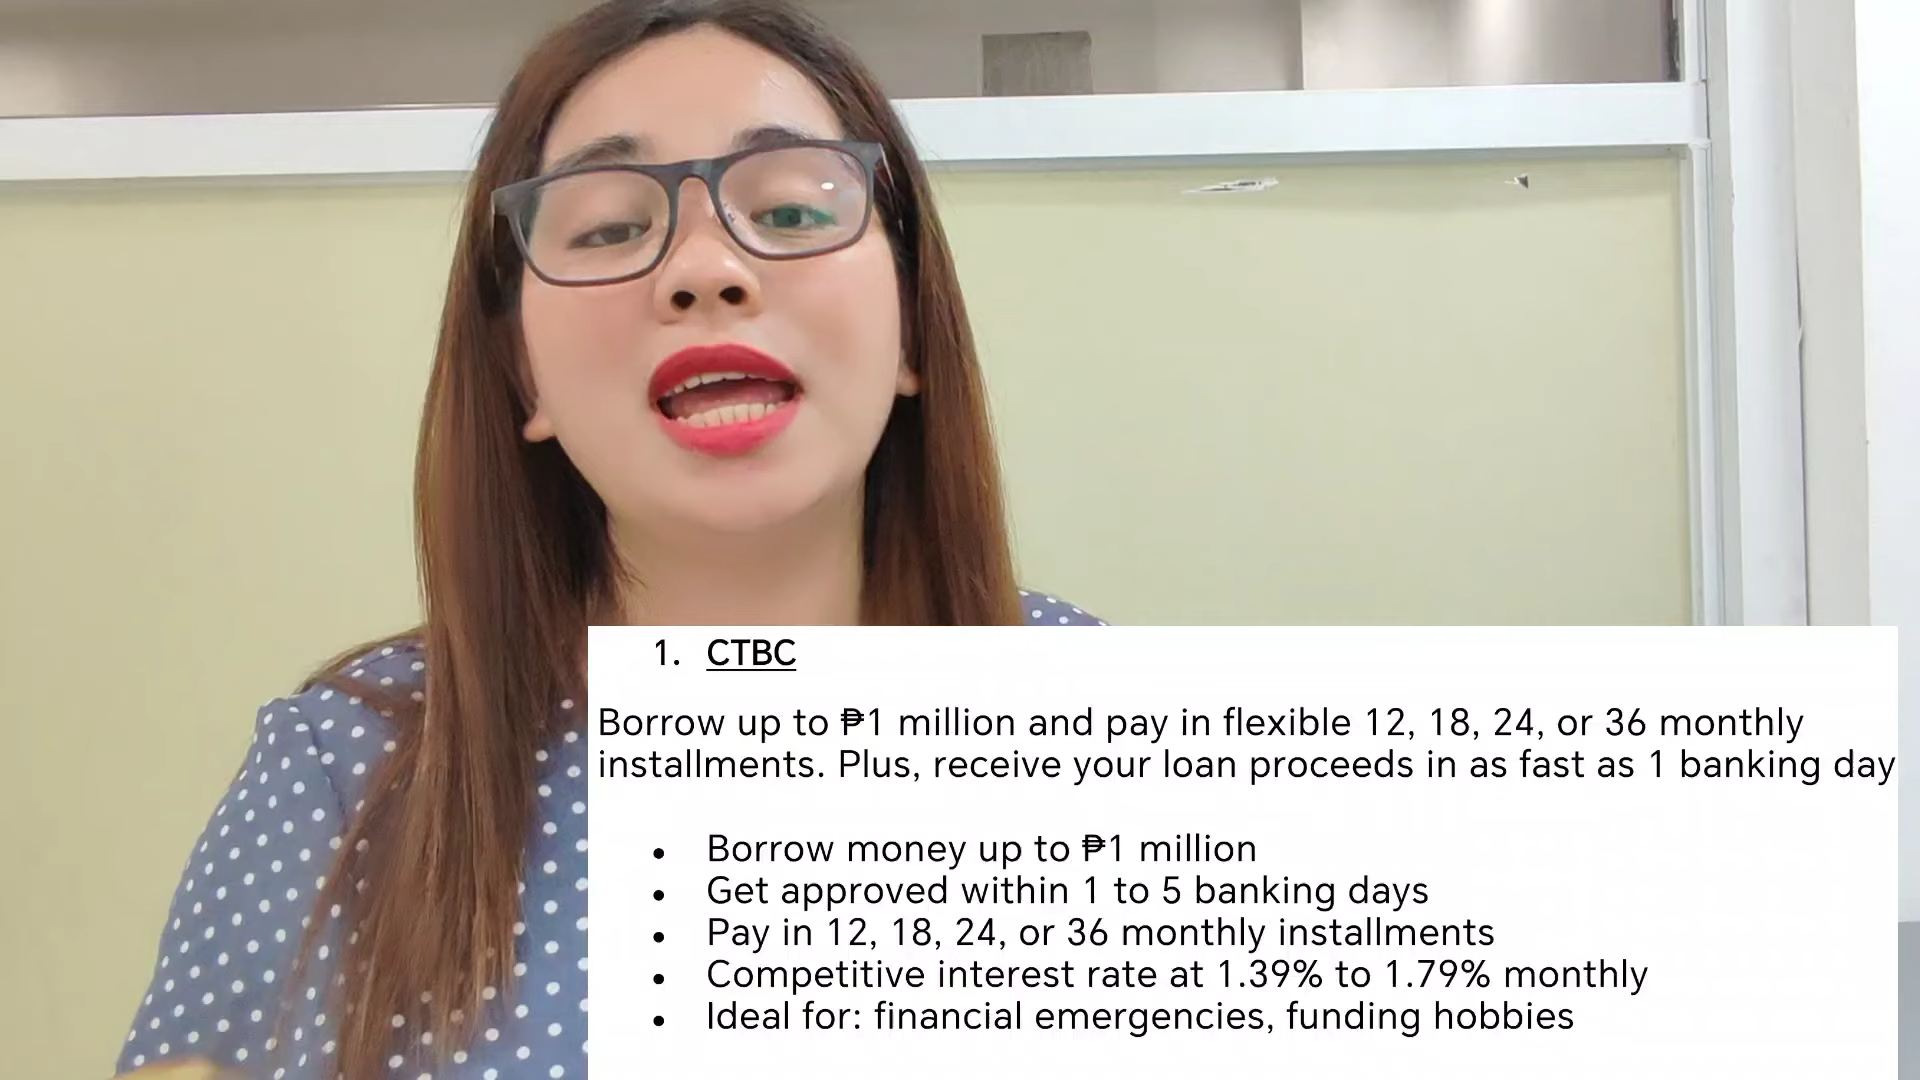 1. CTBC
Borrow up to ₱1 million and pay in flexible 12, 18, 24, or 36 monthly
installments. Plus, receive your loan proceeds in as fast as 1 banking day
• Borrow money up to ₱1 million
• Get approved within 1 to 5 banking days
• Pay in 12, 18, 24, or 36 monthly installments
• Competitive interest rate at 1.39% to 1.79% monthly
• Ideal for: financial emergencies, funding hobbies